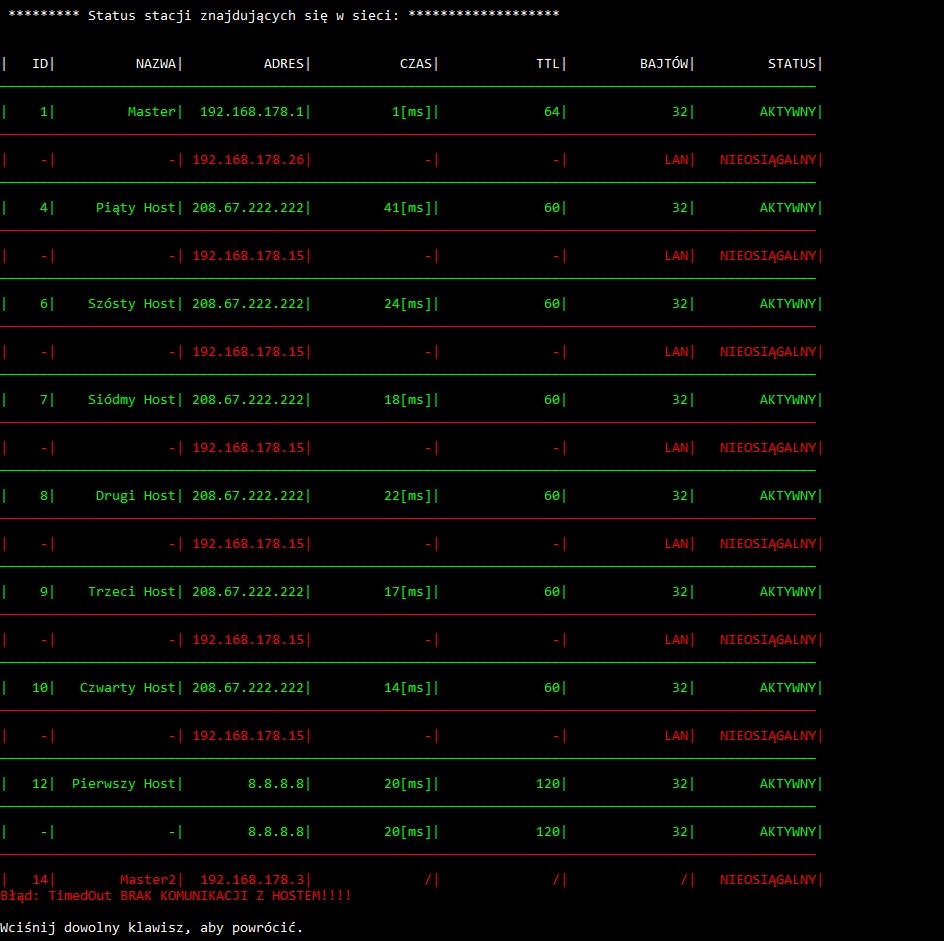 ********* Status stacji znajdujących się w sieci: *******************
| ID| NAZWA| ADRES| CZAS| TTL| BAJTÓW| STATUS|
| 1| Master| 192.168.178.1| 1[ms]| 64| 32| AKTYWNY|
| -| -| 192.168.178.26| -| -| LAN| NIEOSIĄGALNY|
| 4| Piąty Host| 208.67.222.222| 41[ms]| 60| 32| AKTYWNY|
| -| -| 192.168.178.15| -| -| LAN| NIEOSIĄGALNY|
| 6| Szósty Host| 208.67.222.222| 24[ms]| 60| 32| AKTYWNY|
| -| -| 192.168.178.15| -| -| LAN| NIEOSIĄGALNY|
| 7| Siódmy Host| 208.67.222.222| 18[ms]| 60| 32| AKTYWNY|
| -| -| 192.168.178.15| -| -| LAN| NIEOSIĄGALNY|
| 8| Drugi Host| 208.67.222.222| 22[ms]| 60| 32| AKTYWNY|
| -| -| 192.168.178.15| -| -| LAN| NIEOSIĄGALNY|
| 9| Trzeci Host| 208.67.222.222| 17[ms]| 60| 32| AKTYWNY|
| -| -| 192.168.178.15| -| -| LAN| NIEOSIĄGALNY|
| 10| Czwarty Host| 208.67.222.222| 14[ms]| 60| 32| AKTYWNY|
| -| -| 192.168.178.15| -| -| LAN| NIEOSIĄGALNY|
| 12| Pierwszy Host| 8.8.8.8| 20[ms]| 120| 32| AKTYWNY|
| -| -| 8.8.8.8| 20[ms]| 120| 32| AKTYWNY|
| 14| Master2| 192.168.178.3| /| /| /| NIEOSIĄGALNY|
Błąd: TimedOut BRAK KOMUNIKACJI Z HOSTEM!!!!
Wciśnij dowolny klawisz, aby powrócić.